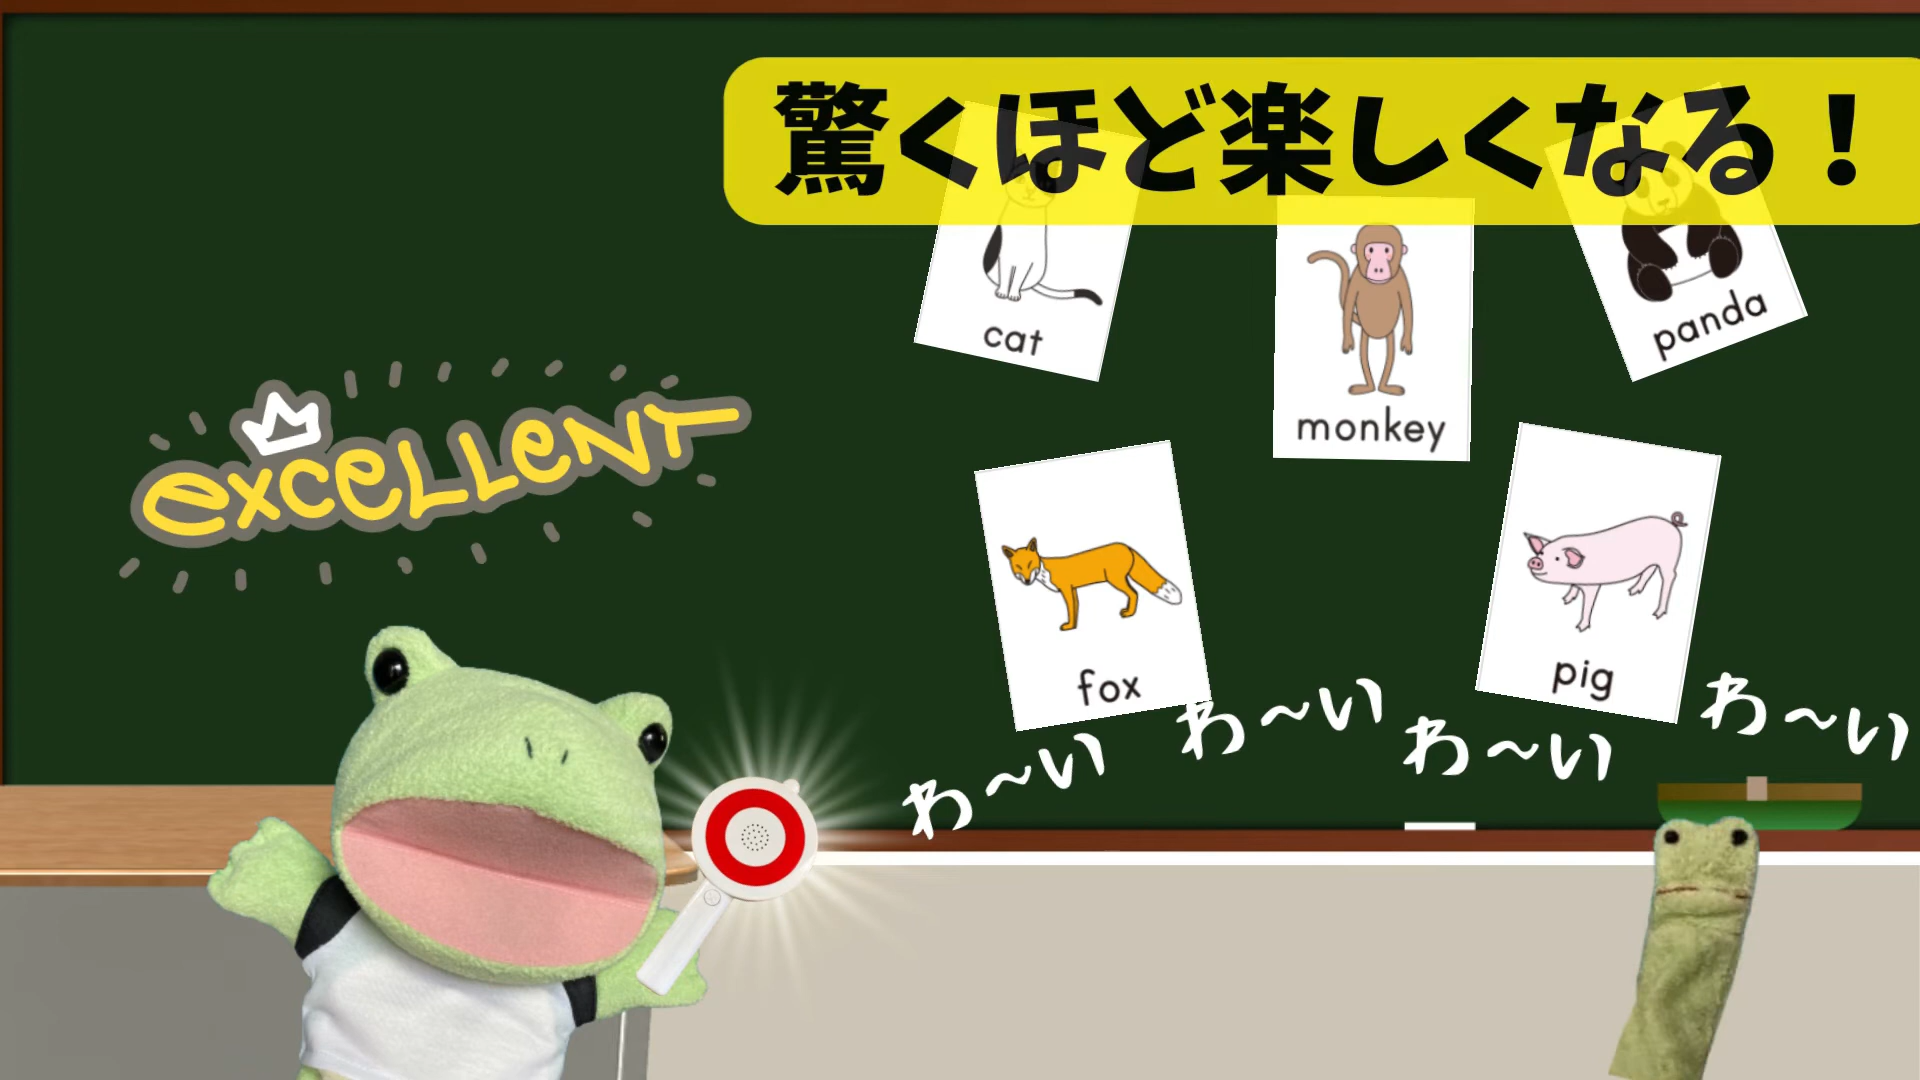 驚くほど楽しくなる！
cat
monkey
panda
excellent
fox
pig
わ〜い
わ〜い
わ〜い
わ〜い